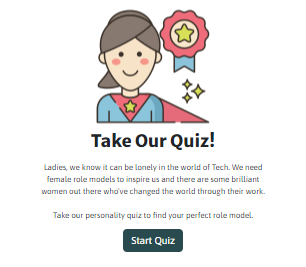 Take Our Quiz!
Ladies, we know it can be lonely in the world of Tech. We need
female role models to inspire us and there are some brilliant
women out there who've changed the world through their work.
Take our personality quiz to find your perfect role model.
Start Quiz